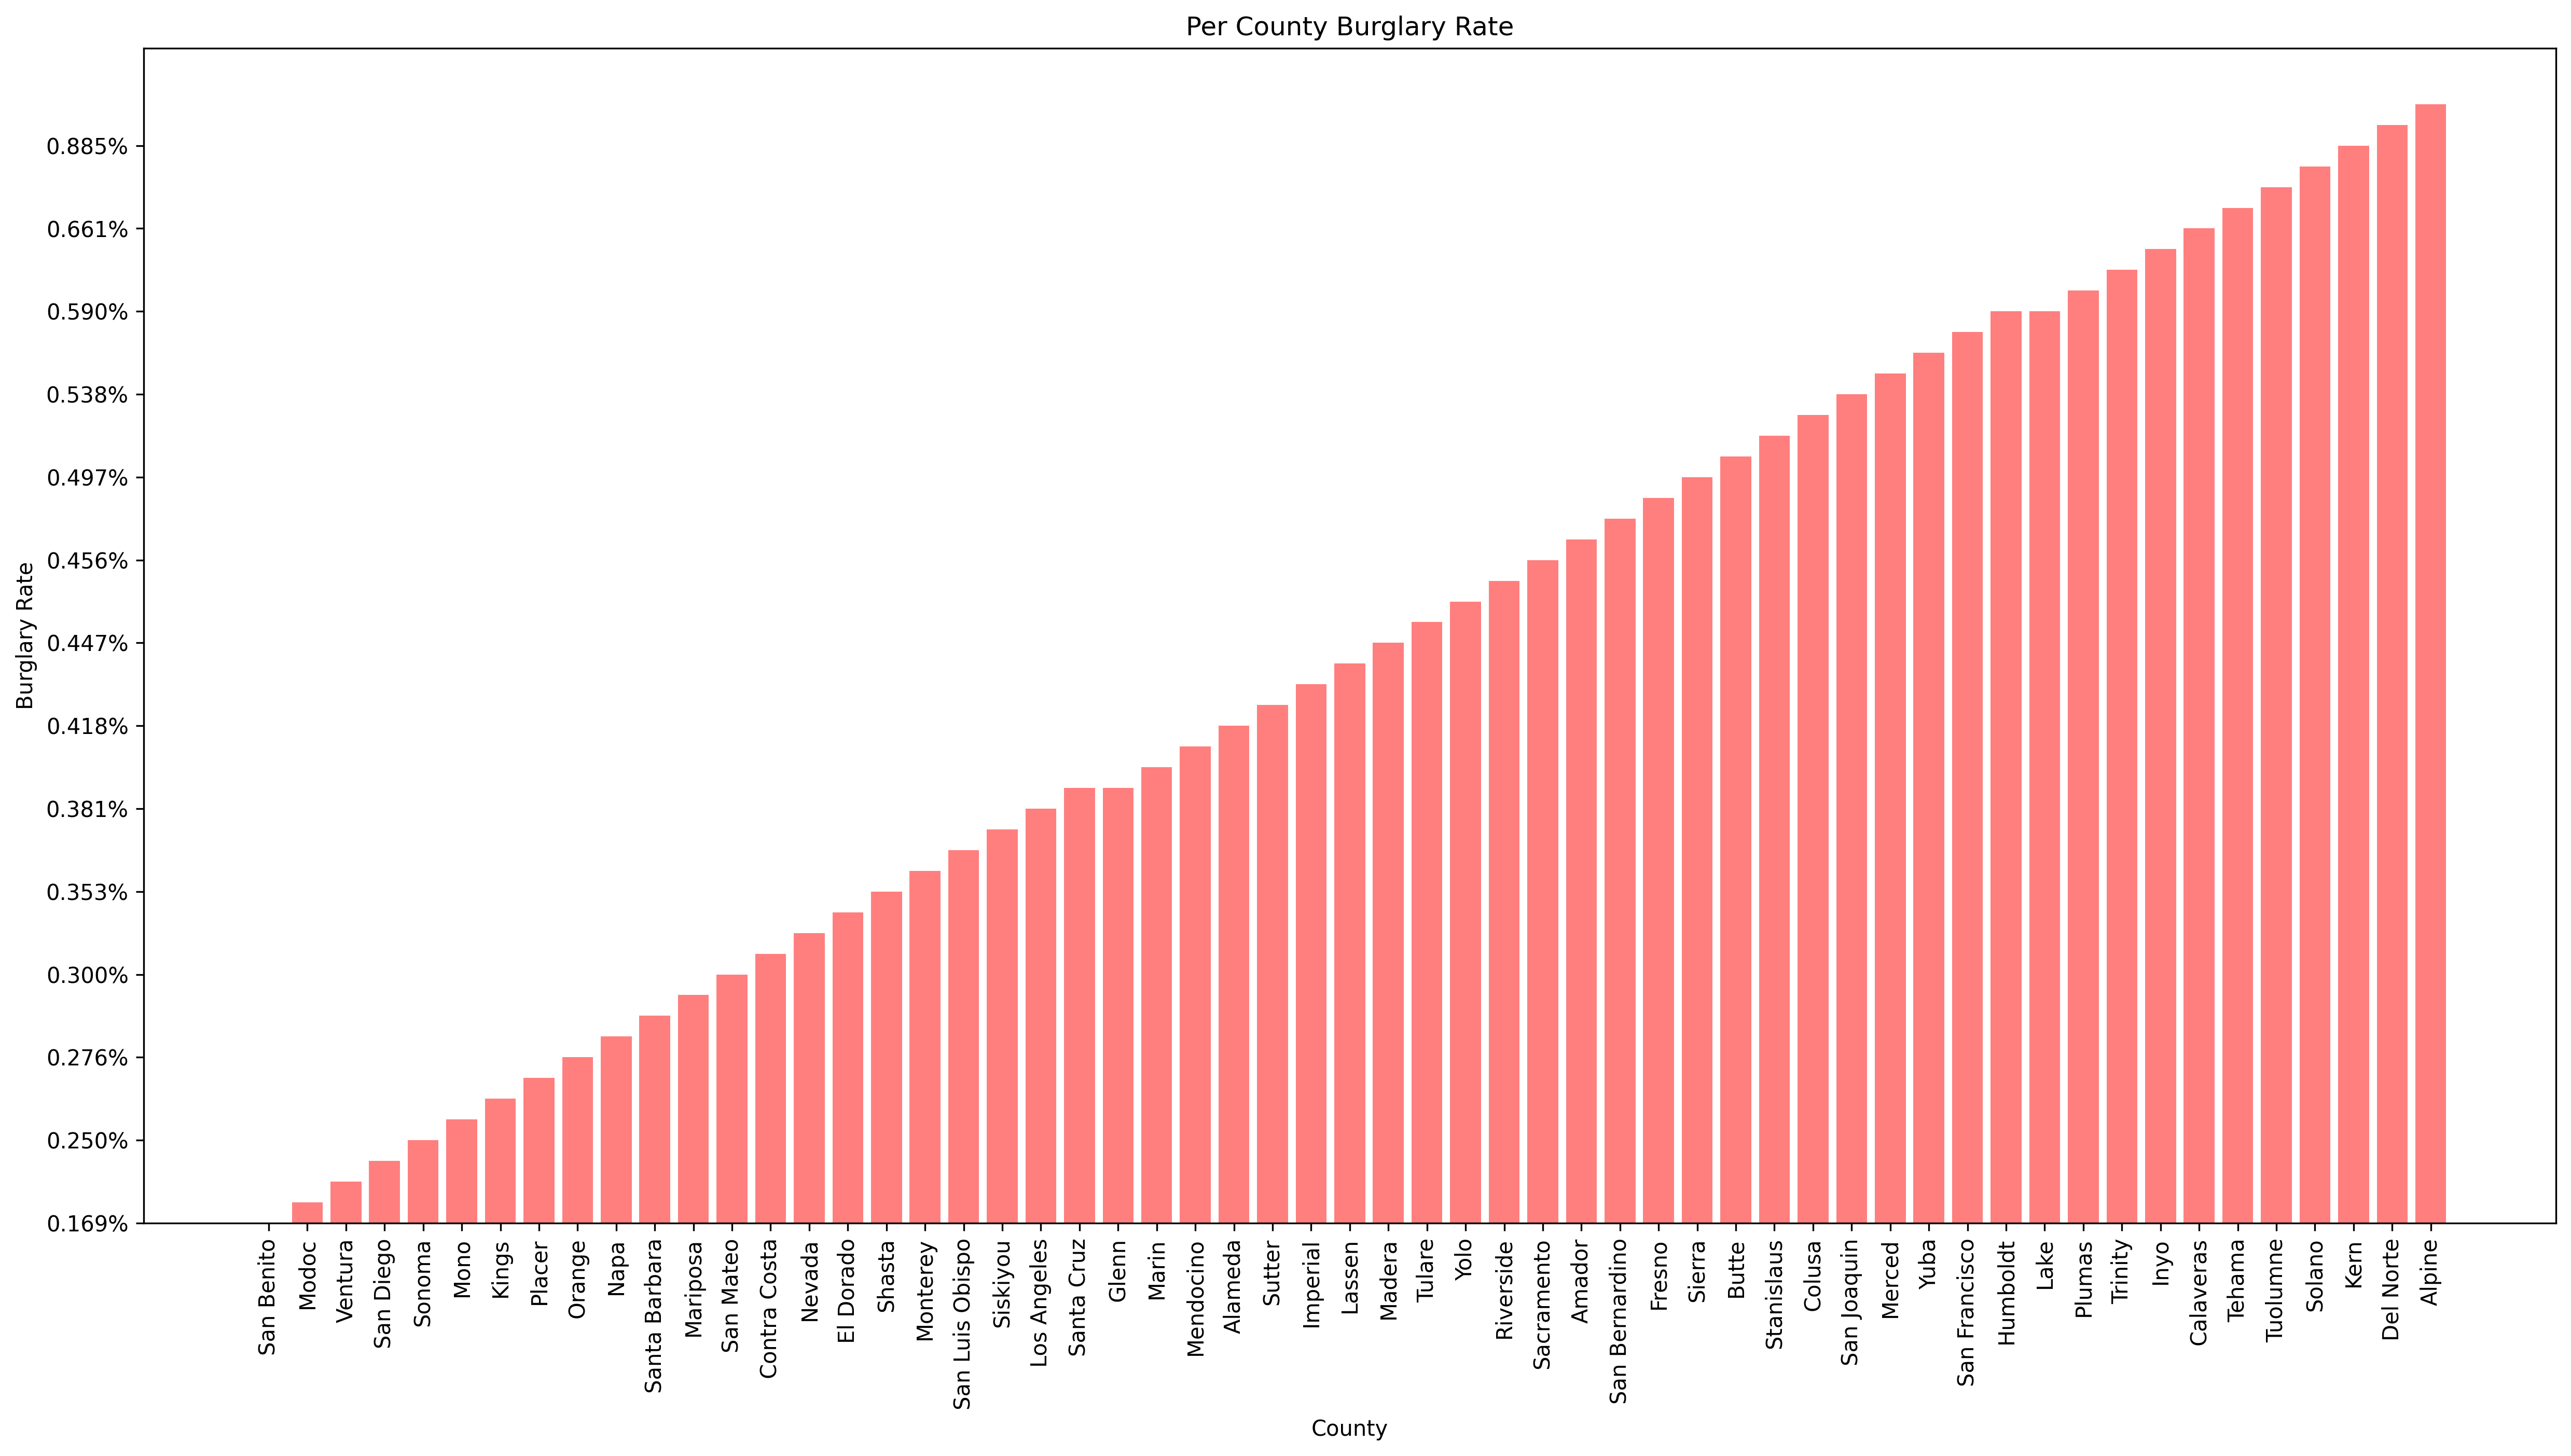 Per County Burglary Rate
0.885%
0.661%
0.590%
0.538%
0.497%
0.456%
0.447%
0.418%
0.381%
0.353%
0.300%
0.276%
0.250%
0.169%
Burglary Rate
San Benito
Modoc
Ventura
San Diego
Sonoma
Mono
Kings
Placer
Orange
Napa
Santa Barbara
Mariposa
San Mateo
Contra Costa
Nevada
El Dorado
Shasta
Monterey
San Luis Obispo
Siskiyou
Los Angeles
Santa Cruz
Glenn
Marin
Mendocino
Alameda
Sutter
Imperial
Lassen
Madera
Tulare
Yolo
Riverside
Sacramento
Amador
San Bernardino
Fresno
Sierra
Butte
Stanislaus
Colusa
San Joaquin
Merced
Yuba
San Francisco
Humboldt
Lake
Plumas
Trinity
Inyo
Calaveras
Tehama
Tuolumne
Solano
Kern
Del Norte
Alpine
County